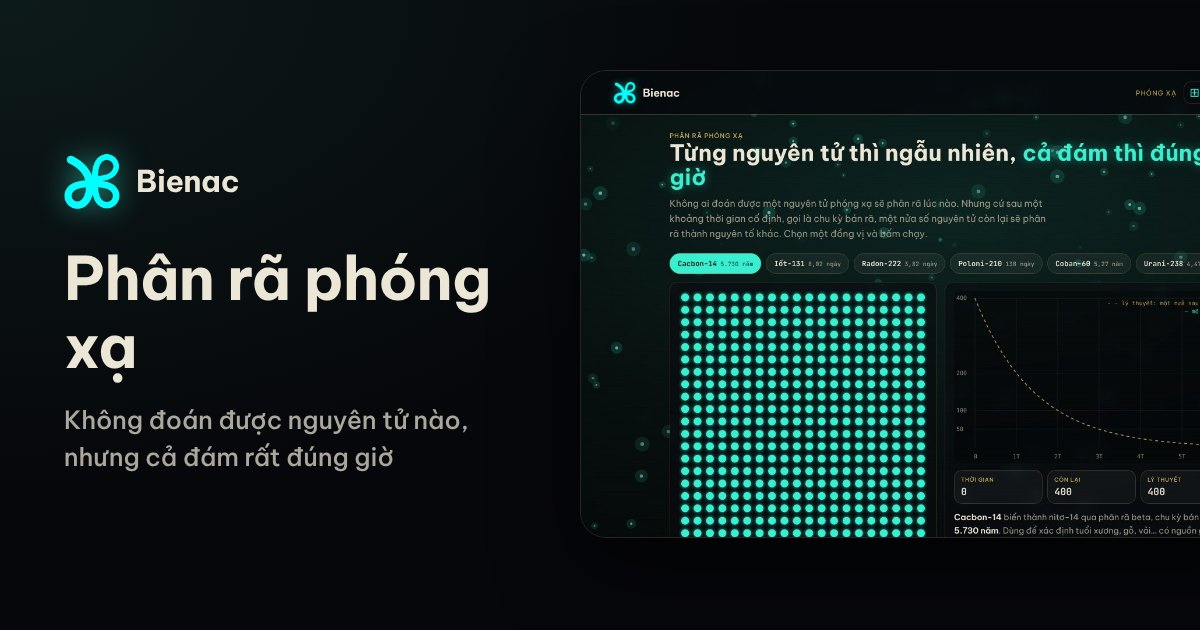 Bienac
Phân rã phóng
xạ
Không đoán được nguyên tử nào,
nhưng cả đám rất đúng giờ
Bienac
PHÓNG XẠ
PHÂN RÃ PHÓNG XẠ
Từng nguyên tử thì ngẫu nhiên, cả đám thì đúng
giờ
Không ai đoán được một nguyên tử phóng xạ sẽ phân rã lúc nào. Nhưng cứ sau một
khoảng thời gian cố định, gọi là chu kỳ bán rã, một nửa số nguyên tử còn lại sẽ phân
rã thành nguyên tố khác. Chọn một đồng vị và bấm chạy.
Cacbon-14 5.730 năm
Iốt-131 8,02 ngày
Radon-222 3,82 ngày
Poloni-210 138 ngày
Coban-60 5,27 năm
Urani-238
400
200
100
50
0 1T 2T 3T 4T 5T
-- lý thuyết: một nửa sau
THỜI GIAN
0
CÒN LẠI
400
LÝ THUYẾT
400
Cacbon-14 biến thành nitơ-14 qua phân rã beta, chu kỳ bán
5.730 năm. Dùng để xác định tuổi xương, gỗ, vải… có nguồn